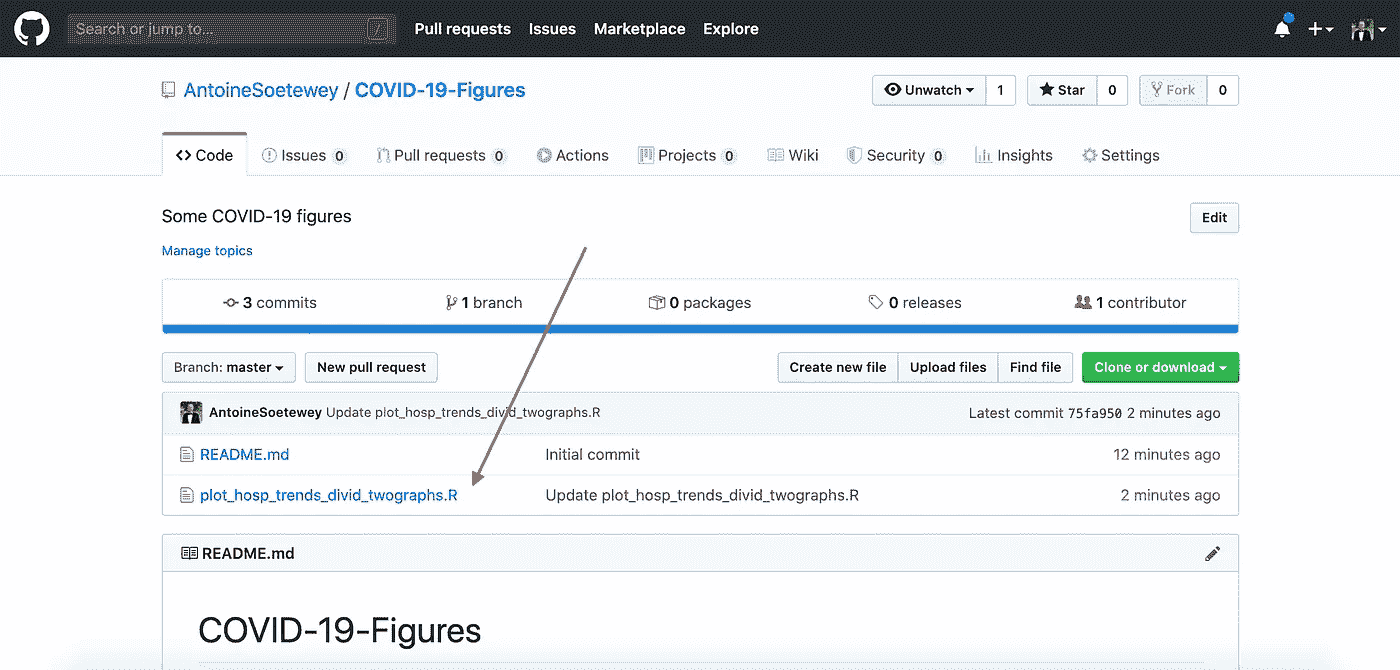 Search or jump to... / Pull requests Issues Marketplace Explore
AntoineSoetewey / COVID-19-Figures Unwatch 1 Star 0 Fork 0
Code Issues 0 Pull requests 0 Actions Projects 0 Wiki Security 0 Insights Settings
Some COVID-19 figures Edit
Manage topics
3 commits 1 branch 0 packages 0 releases 1 contributor
Branch: master New pull request Create new file Upload files Find file Clone or download
AntoineSoetewey Update plot_hosp_trends_divid_twographs.R Latest commit 75fa950 2 minutes ago
README.md Initial commit 12 minutes ago
plot_hosp_trends_divid_twographs.R Update plot_hosp_trends_divid_twographs.R 2 minutes ago
README.md
COVID-19-Figures